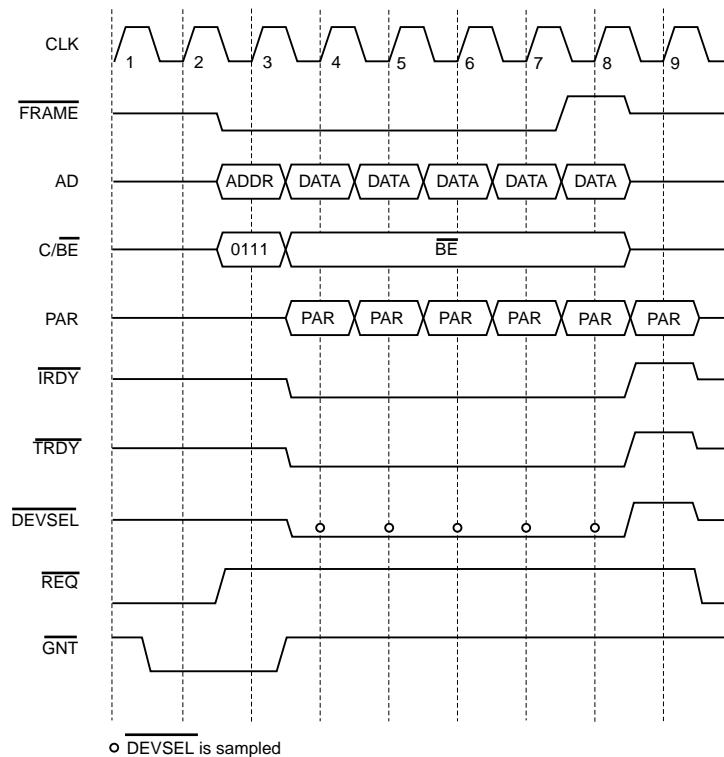 CLK
1 2 3 4 5 6 7 8 9
FRAME
AD
ADDR DATA DATA DATA DATA DATA
C/BE
0111 BE
PAR
PAR PAR PAR PAR PAR PAR
IRDY
TRDY
DEVSEL
REQ
GNT
DEVSEL is sampled